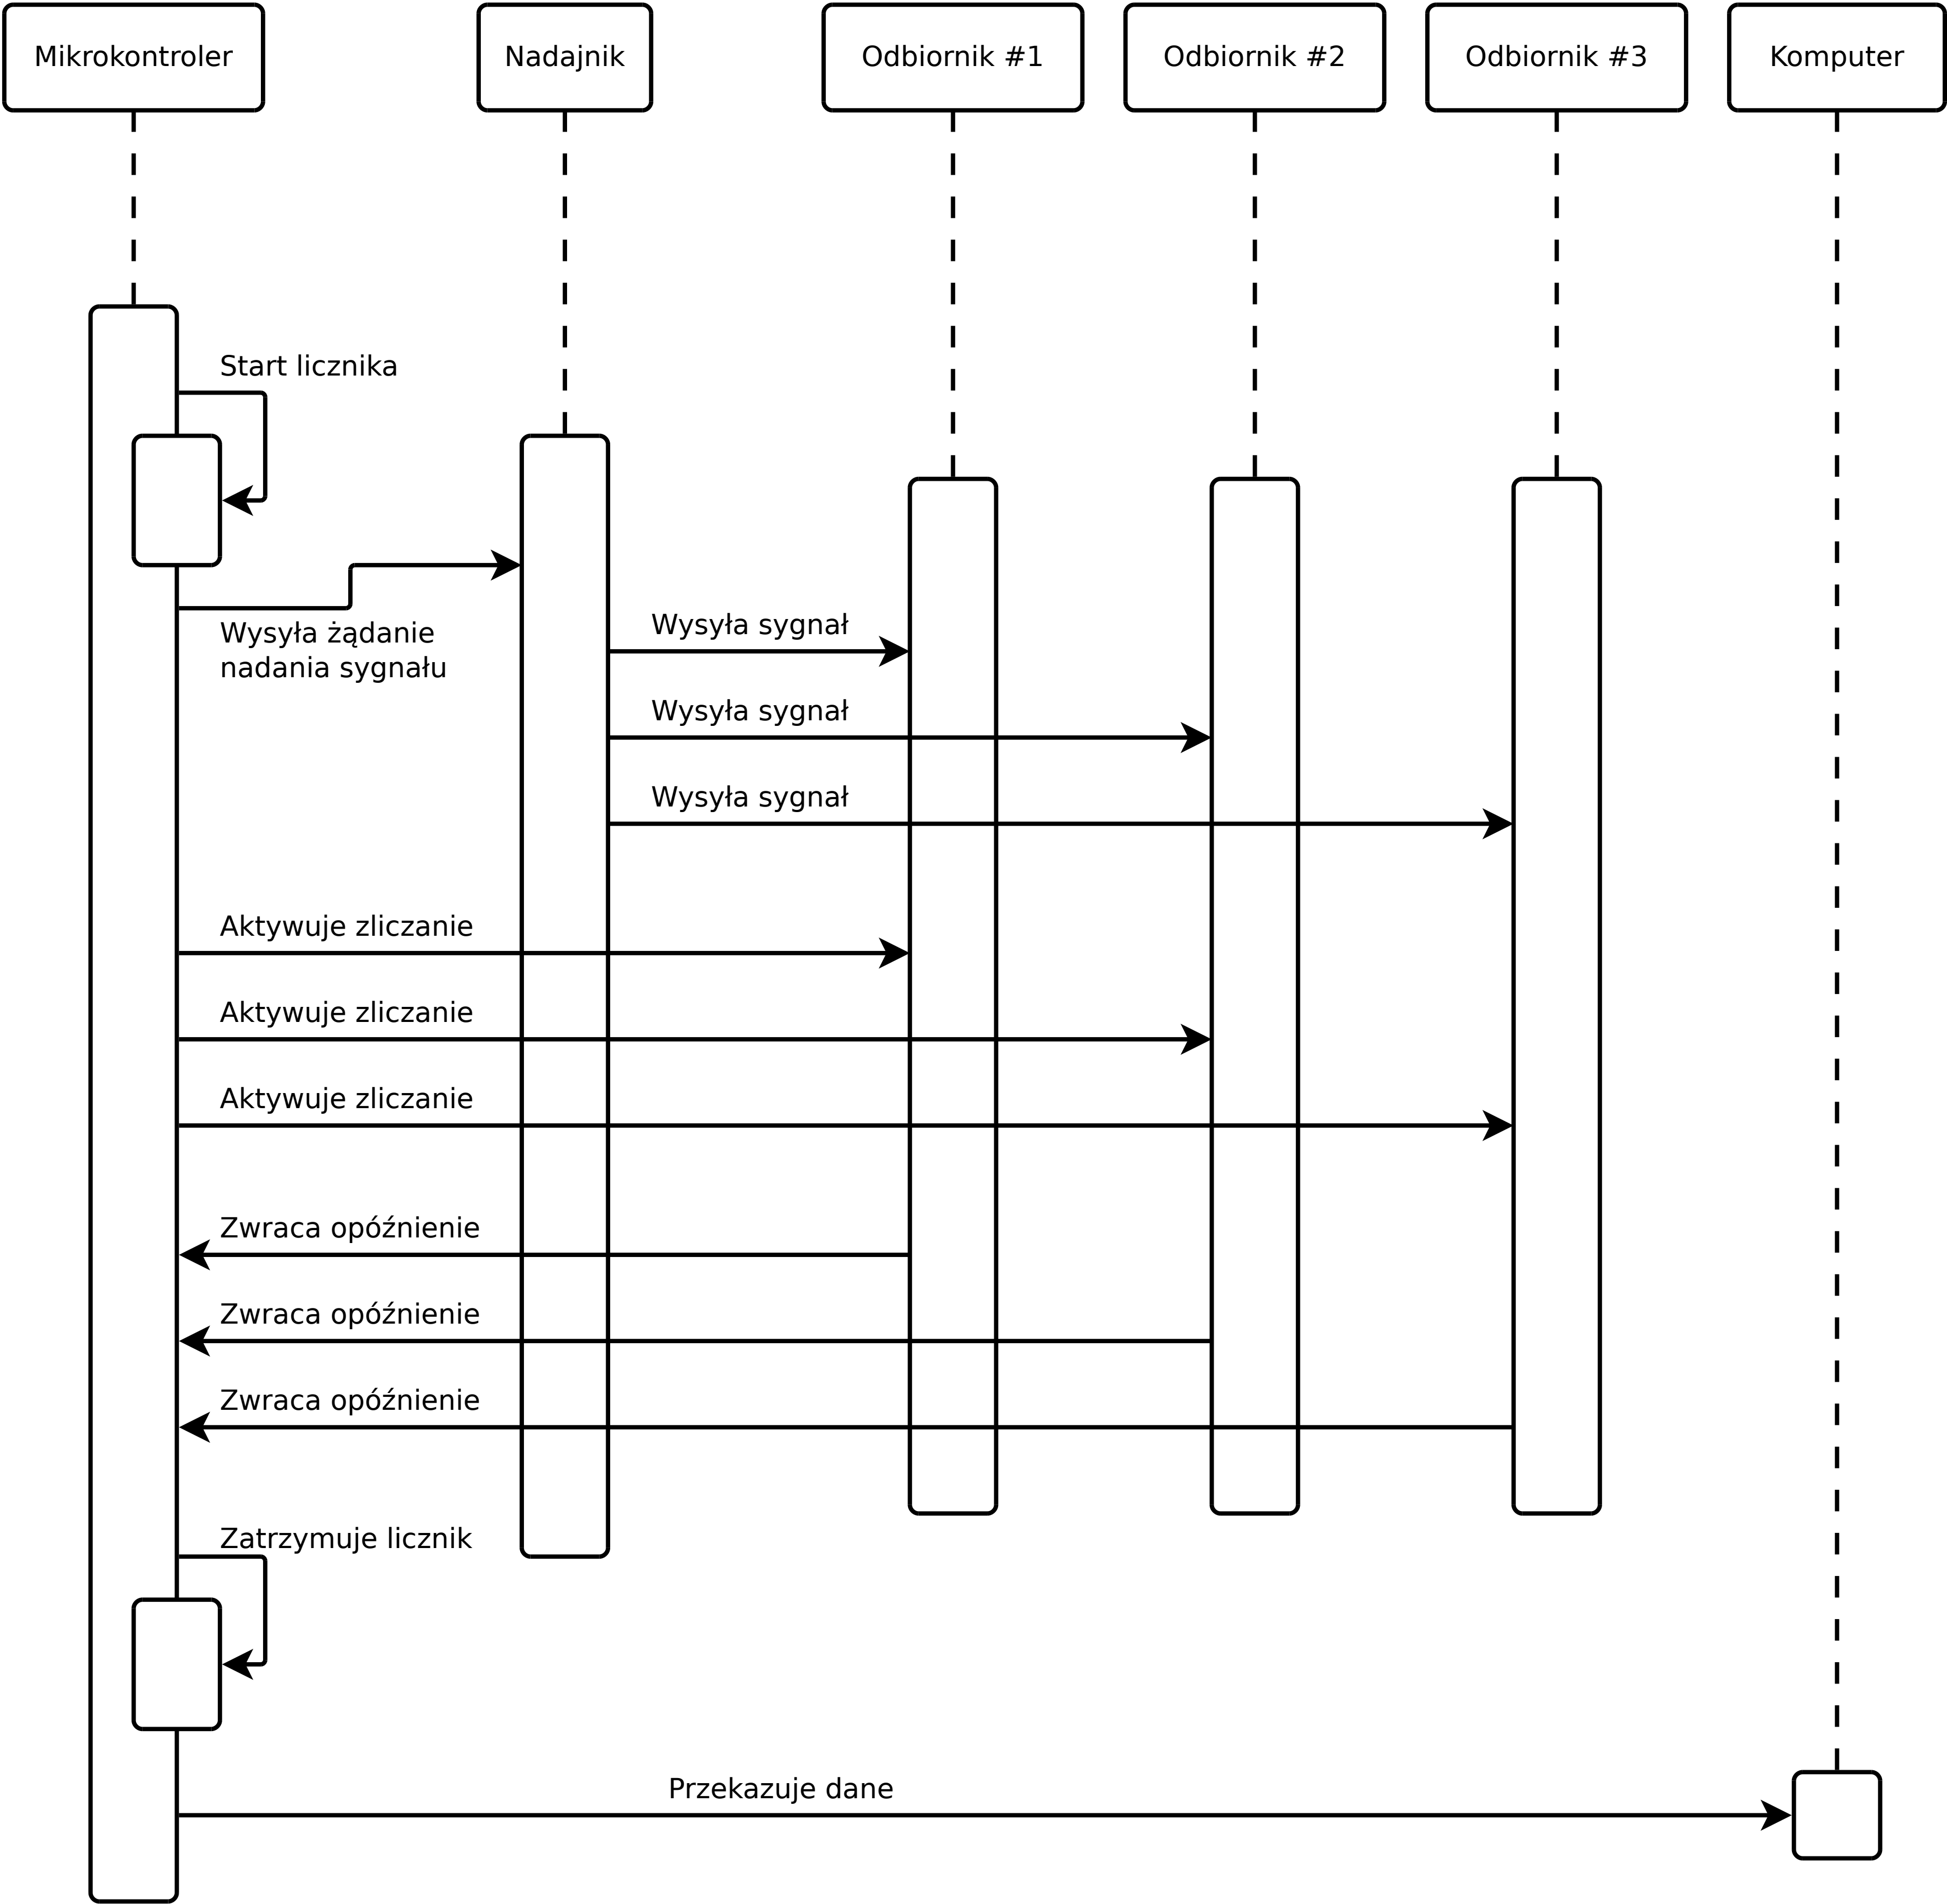 Mikrokontroler
Nadajnik
Odbiornik #1
Odbiornik #2
Odbiornik #3
Komputer
Start licznika
Wysyła żądanie
nadania sygnału
Wysyła sygnał
Wysyła sygnał
Wysyła sygnał
Aktywuje zliczanie
Aktywuje zliczanie
Aktywuje zliczanie
Zwraca opóźnienie
Zwraca opóźnienie
Zwraca opóźnienie
Zatrzymuje licznik
Przekazuje dane